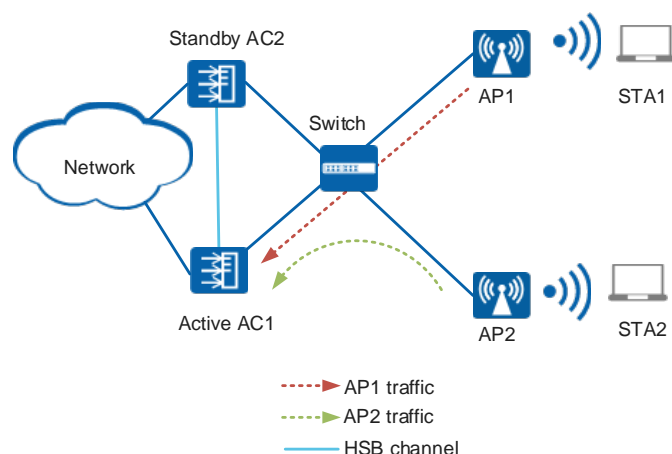 Standby AC2
AP1
STA1
Switch
Network
Active AC1
AP2
STA2
AP1 traffic
AP2 traffic
HSB channel